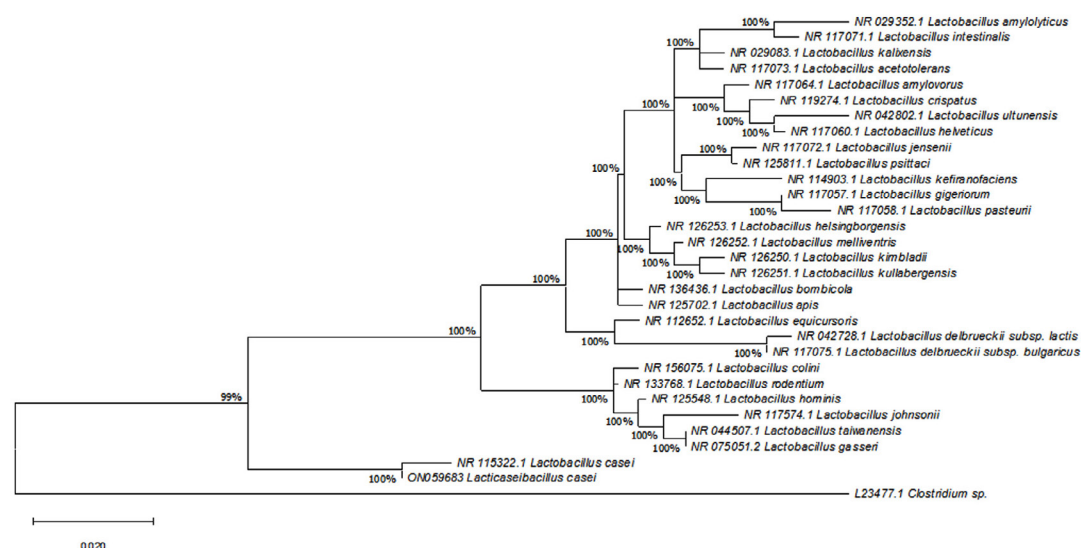 100% NR 029352.1 Lactobacillus amylolyticus
100% NR 117071.1 Lactobacillus intestinalis
NR 029083.1 Lactobacillus kalixensis
NR 117073.1 Lactobacillus acetotolerans
NR 117064.1 Lactobacillus amylovorus
100% 100% NR 119274.1 Lactobacillus crispatus
100% NR 042802.1 Lactobacillus ultunensis
100% NR 117060.1 Lactobacillus helveticus
100% NR 117072.1 Lactobacillus jensenii
NR 125811.1 Lactobacillus psittaci
100% NR 114903.1 Lactobacillus kefiranofaciens
100% NR 117057.1 Lactobacillus gigeriorum
100% NR 117058.1 Lactobacillus pasteurii
100% NR 126253.1 Lactobacillus helsingborgensis
100% NR 126252.1 Lactobacillus melliventris
100% NR 126250.1 Lactobacillus kimbladii
100% 100% NR 126251.1 Lactobacillus kullabergensis
NR 136436.1 Lactobacillus bombicola
NR 125702.1 Lactobacillus apis
NR 112652.1 Lactobacillus equicursoris
100% NR 042728.1 Lactobacillus delbrueckii subsp. lactis
100% 100% NR 117075.1 Lactobacillus delbrueckii subsp. bulgaricus
NR 156075.1 Lactobacillus colini
NR 133768.1 Lactobacillus rodentium
99% 100% NR 125548.1 Lactobacillus hominis
100% NR 117574.1 Lactobacillus johnsonii
100% NR 044507.1 Lactobacillus taiwanensis
100% NR 075051.2 Lactobacillus gasseri
NR 115322.1 Lactobacillus casei
100% ON059683 Lacticaseibacillus casei
L23477.1 Clostridium sp.
0.020